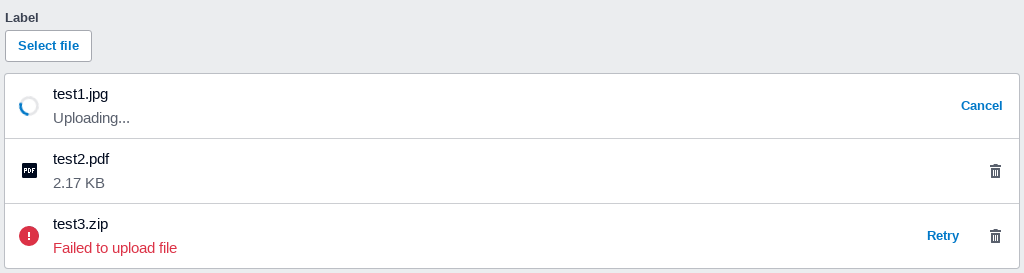 Label
Select file
test1.jpg
Uploading...
Cancel
PDF
test2.pdf
2.17 KB
test3.zip
Failed to upload file
Retry